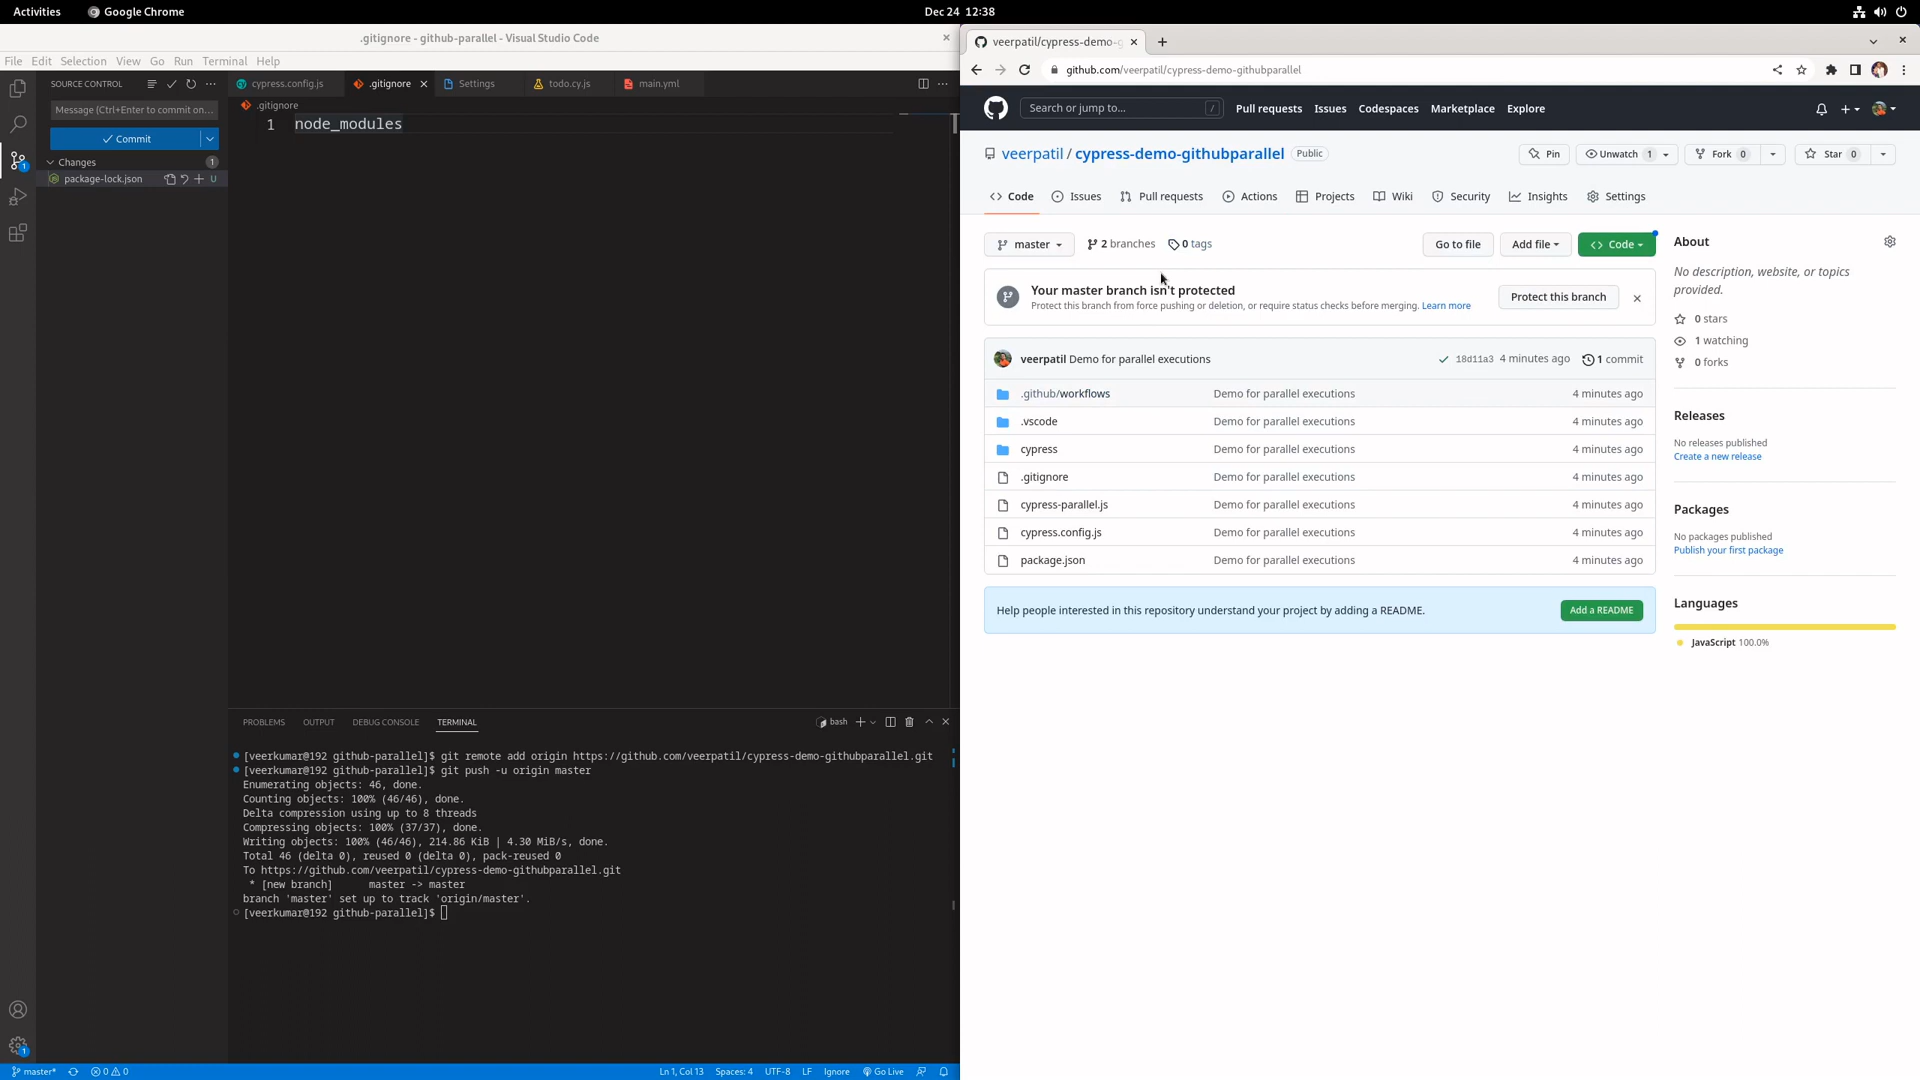 Activities Google Chrome Dec 24 12:38
.gitignore - github-parallel - Visual Studio Code
File Edit Selection View Go Run Terminal Help
SOURCE CONTROL
Message (Ctrl+Enter to commit on...
Commit
Changes 1
package-lock.json U
1
1
cypress.config.js .gitignore Settings todo.cy.js main.yml
.gitignore
1 node_modules
PROBLEMS OUTPUT DEBUG CONSOLE TERMINAL bash
[veerkumar@192 github-parallel]$ git remote add origin https://github.com/veerpatil/cypress-demo-githubparallel.git
[veerkumar@192 github-parallel]$ git push -u origin master
Enumerating objects: 46, done.
Counting objects: 100% (46/46), done.
Delta compression using up to 8 threads
Compressing objects: 100% (37/37), done.
Writing objects: 100% (46/46), 214.86 KiB | 4.30 MiB/s, done.
Total 46 (delta 0), reused 0 (delta 0), pack-reused 0
To https://github.com/veerpatil/cypress-demo-githubparallel.git
* [new branch] master -> master
branch 'master' set up to track 'origin/master'.
[veerkumar@192 github-parallel]$
master* 0 0 Ln 1, Col 13 Spaces: 4 UTF-8 LF Ignore Go Live
veerpatil/cypress-demo-g
github.com/veerpatil/cypress-demo-githubparallel
Search or jump to... / Pull requests Issues Codespaces Marketplace Explore
veerpatil / cypress-demo-githubparallel Public Pin Unwatch 1 Fork 0 Star 0
Code Issues Pull requests Actions Projects Wiki Security Insights Settings
master 2 branches 0 tags Go to file Add file Code
Your master branch isn't protected
Protect this branch from force pushing or deletion, or require status checks before merging. Learn more
Protect this branch
veerpatil Demo for parallel executions 18d11a3 4 minutes ago 1 commit
.github/workflows Demo for parallel executions 4 minutes ago
.vscode Demo for parallel executions 4 minutes ago
cypress Demo for parallel executions 4 minutes ago
.gitignore Demo for parallel executions 4 minutes ago
cypress-parallel.js Demo for parallel executions 4 minutes ago
cypress.config.js Demo for parallel executions 4 minutes ago
package.json Demo for parallel executions 4 minutes ago
Help people interested in this repository understand your project by adding a README. Add a README
About
No description, website, or topics
provided.
0 stars
1 watching
0 forks
Releases
No releases published
Create a new release
Packages
No packages published
Publish your first package
Languages
JavaScript 100.0%